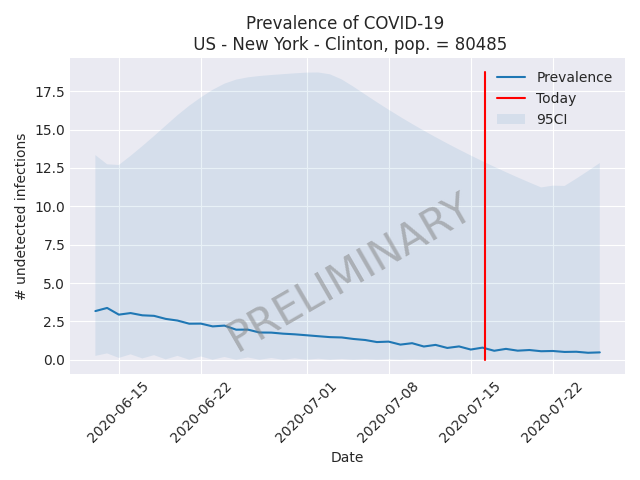 Prevalence of COVID-19
US - New York - Clinton, pop. = 80485
Prevalence
Today
95CI
# undetected infections
17.5
15.0
12.5
10.0
7.5
5.0
2.5
0.0
PRELIMINARY
2020-06-15
2020-06-22
2020-07-01
2020-07-08
2020-07-15
2020-07-22
Date